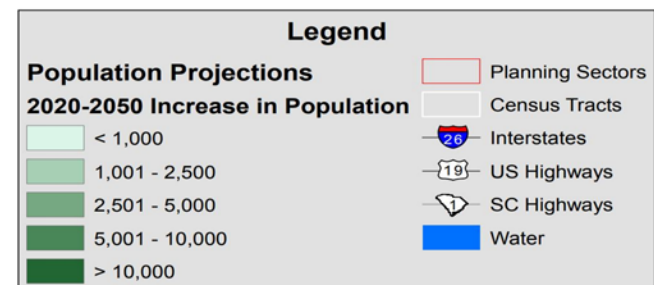 Legend
Population Projections
2020-2050 Increase in Population
< 1,000
1,001 - 2,500
2,501 - 5,000
5,001 - 10,000
> 10,000
Planning Sectors
Census Tracts
26 Interstates
19 US Highways
1 SC Highways
Water